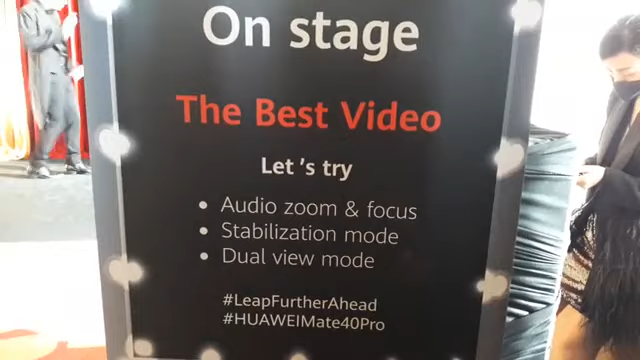 On stage
The Best Video
Let's try
• Audio zoom & focus
• Stabilization mode
• Dual view mode
#LeapFurtherAhead
#HUAWEIMate40Pro